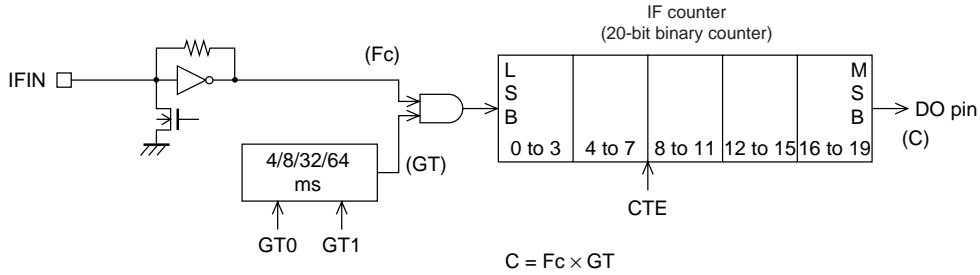 IF counter
(20-bit binary counter)
(Fc)
IFIN
L
S
B
M
S
B
DO pin
(C)
0 to 3
4 to 7
8 to 11
12 to 15
16 to 19
4/8/32/64
ms
(GT)
CTE
GT0
GT1
C = Fc × GT